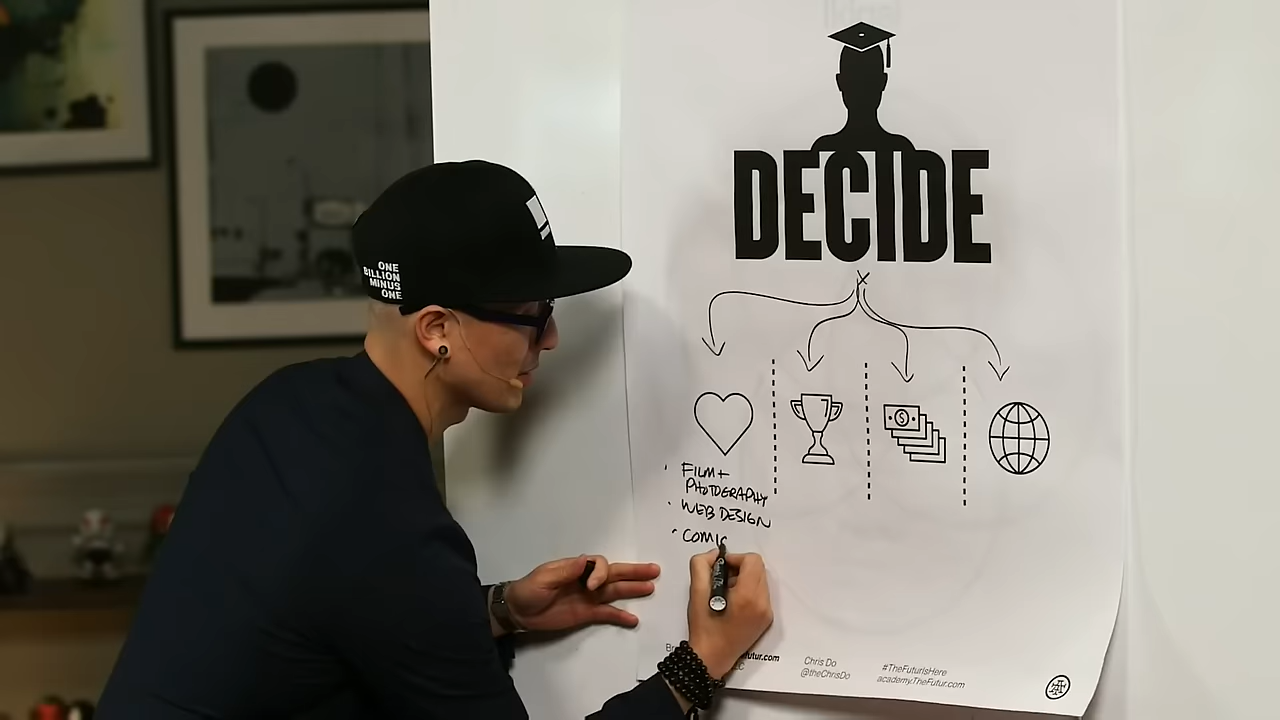 DECIDE
ONE
BILLION
MINUS
ONE
FILM +
PHOTOGRAPHY
WEB DESIGN
COMIC
Chris Do
@theChrisDo
#TheFuturIsHere
academy.TheFutur.com